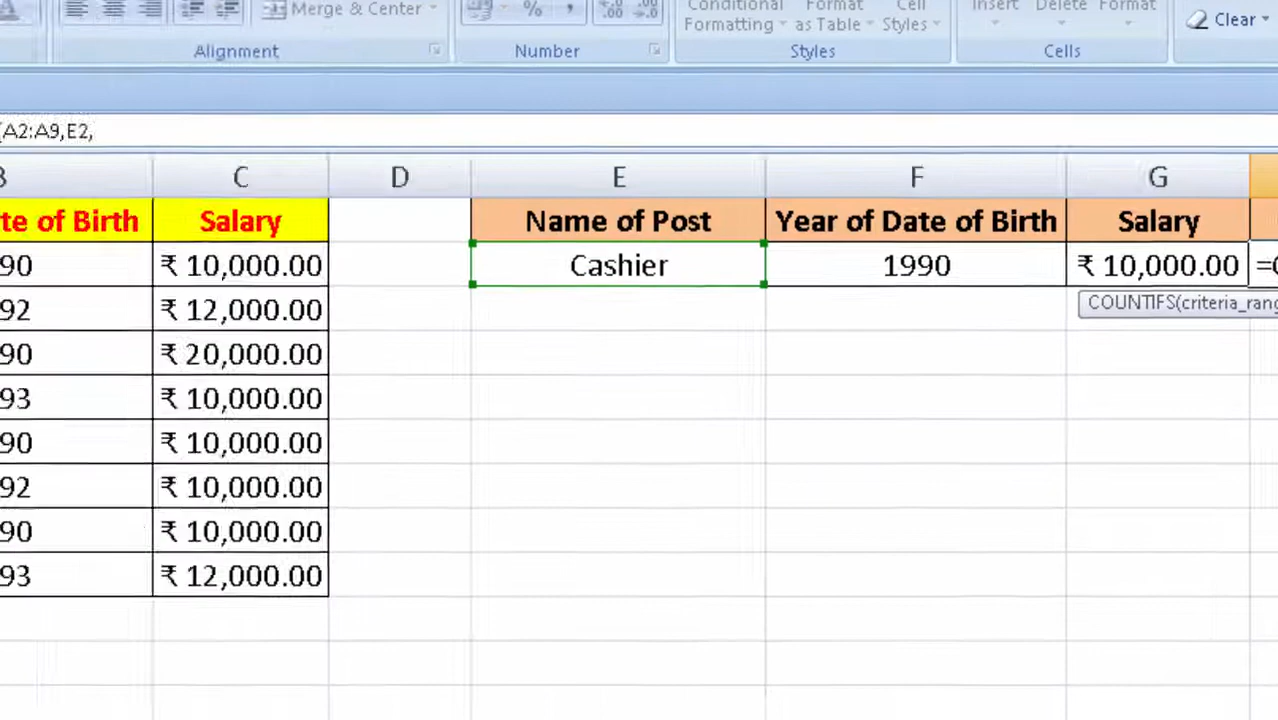 Merge & Center
%
Conditional Formatting
Format as Table
Cell Styles
Insert
Delete
Format
Clear
Alignment
Number
Styles
Cells
(A2:A9,E2,
C D E F G
te of Birth Salary Name of Post Year of Date of Birth Salary
90 ₹ 10,000.00 Cashier 1990 ₹ 10,000.00 =
92 ₹ 12,000.00 COUNTIFS(criteria_rang
90 ₹ 20,000.00
93 ₹ 10,000.00
90 ₹ 10,000.00
92 ₹ 10,000.00
90 ₹ 10,000.00
93 ₹ 12,000.00